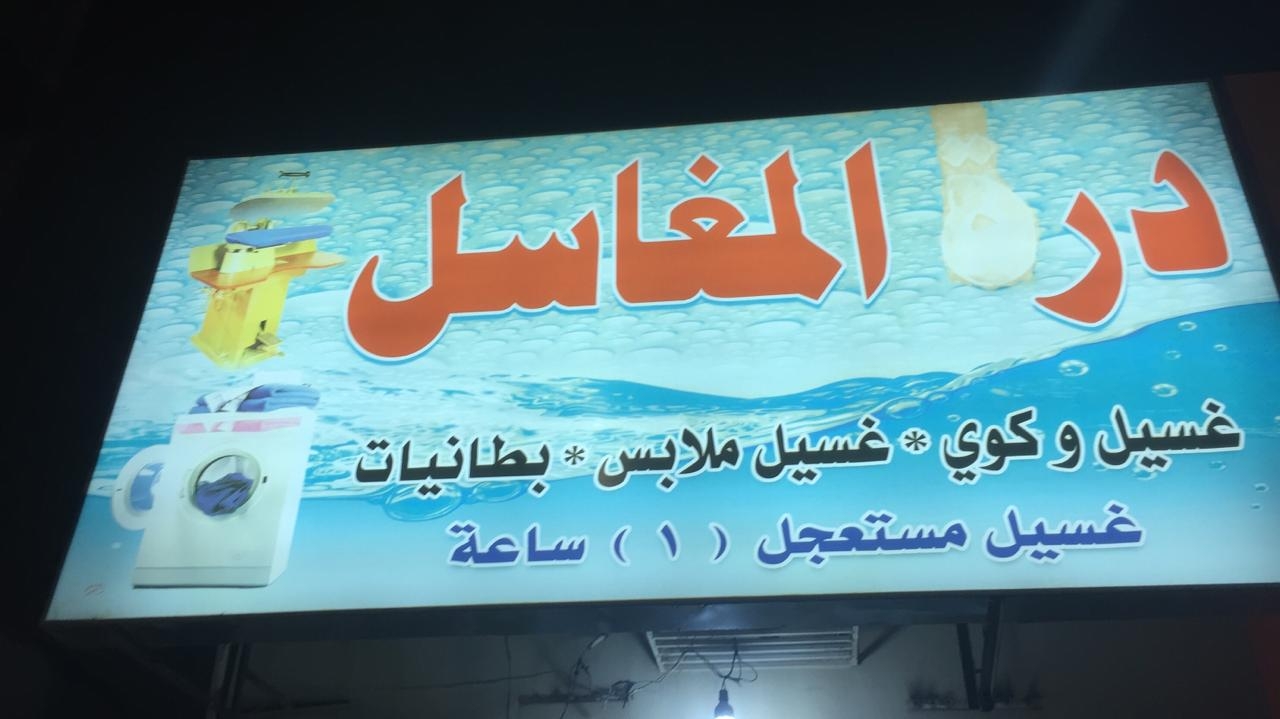 در المغاسل
غسيل و كوي * غسيل ملابس * بطانيات
غسيل مستعجل ( ١ ) ساعة